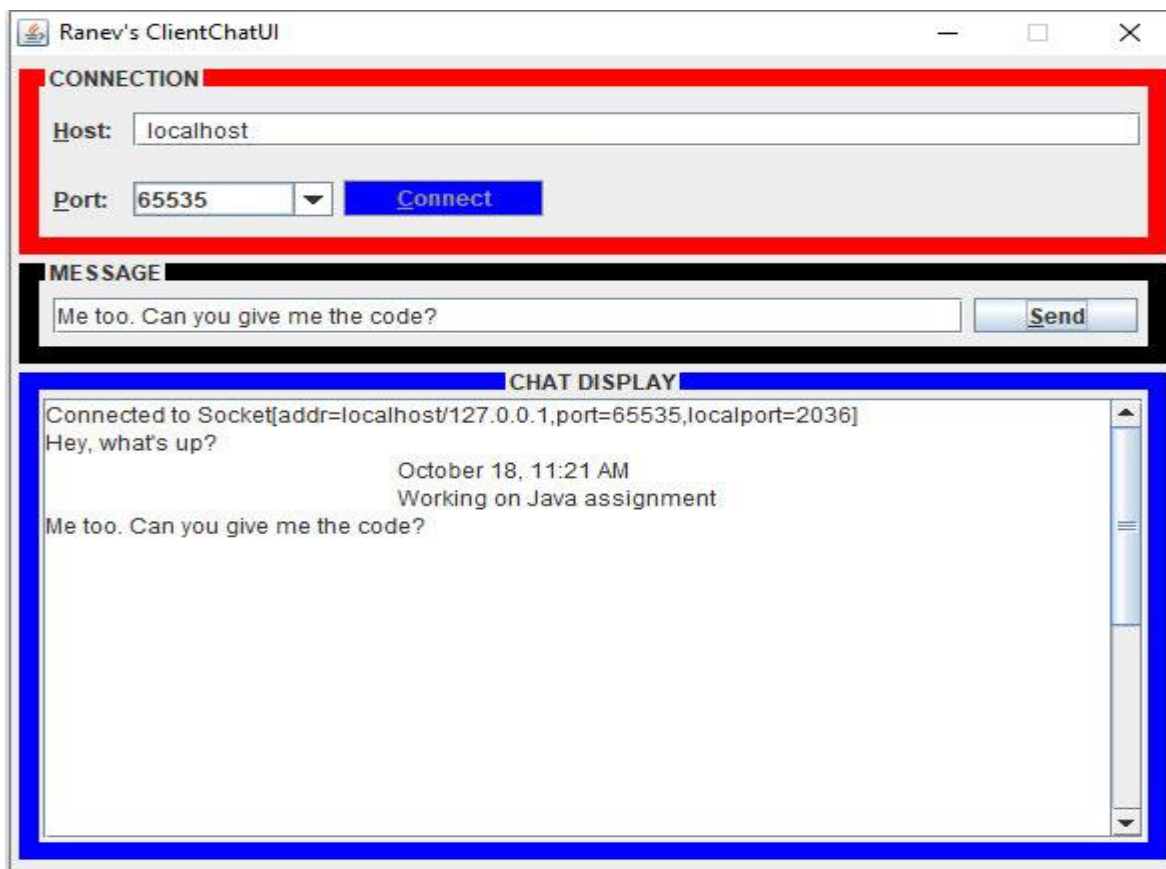 Ranev's ClientChatUI
CONNECTION
Host: localhost
Port: 65535 Connect
MESSAGE
Me too. Can you give me the code? Send
CHAT DISPLAY
Connected to Socket[addr=localhost/127.0.0.1,port=65535,localport=2036]
Hey, what's up?
October 18, 11:21 AM
Working on Java assignment
Me too. Can you give me the code?